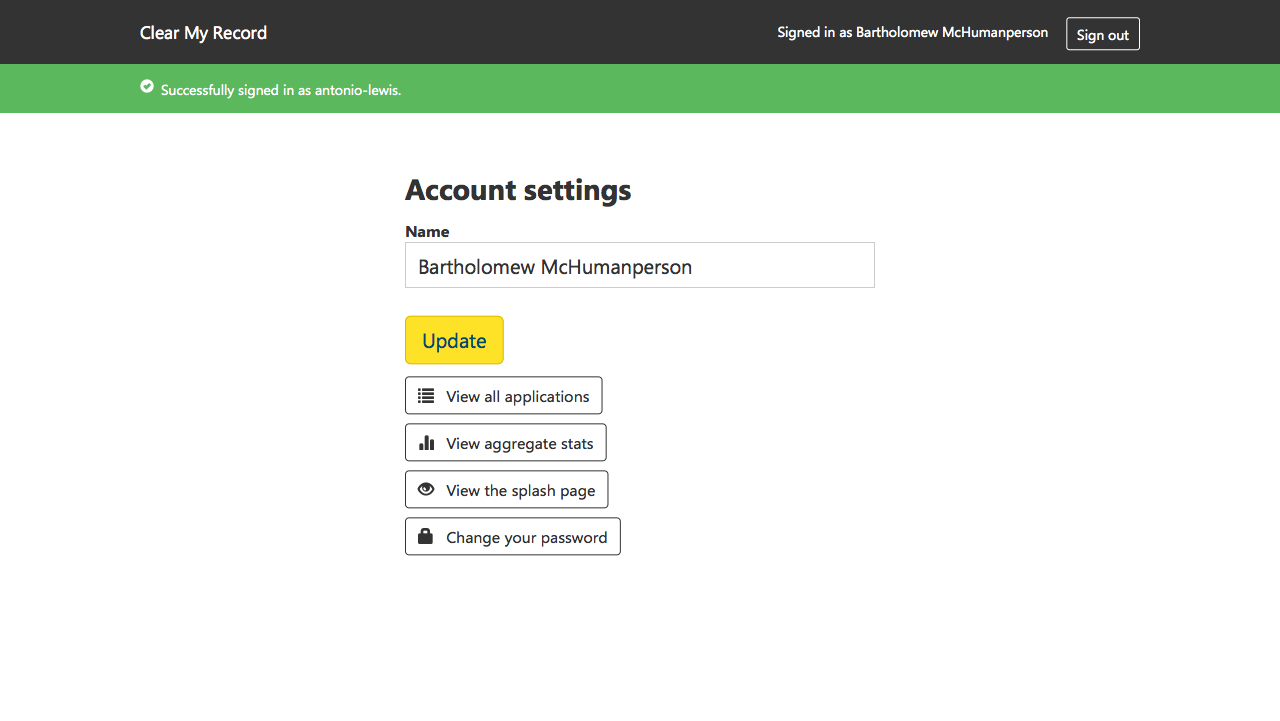 Clear My Record
Signed in as Bartholomew McHumanperson
Sign out
Successfully signed in as antonio-lewis.
Account settings
Name
Bartholomew McHumanperson
Update
View all applications
View aggregate stats
View the splash page
Change your password